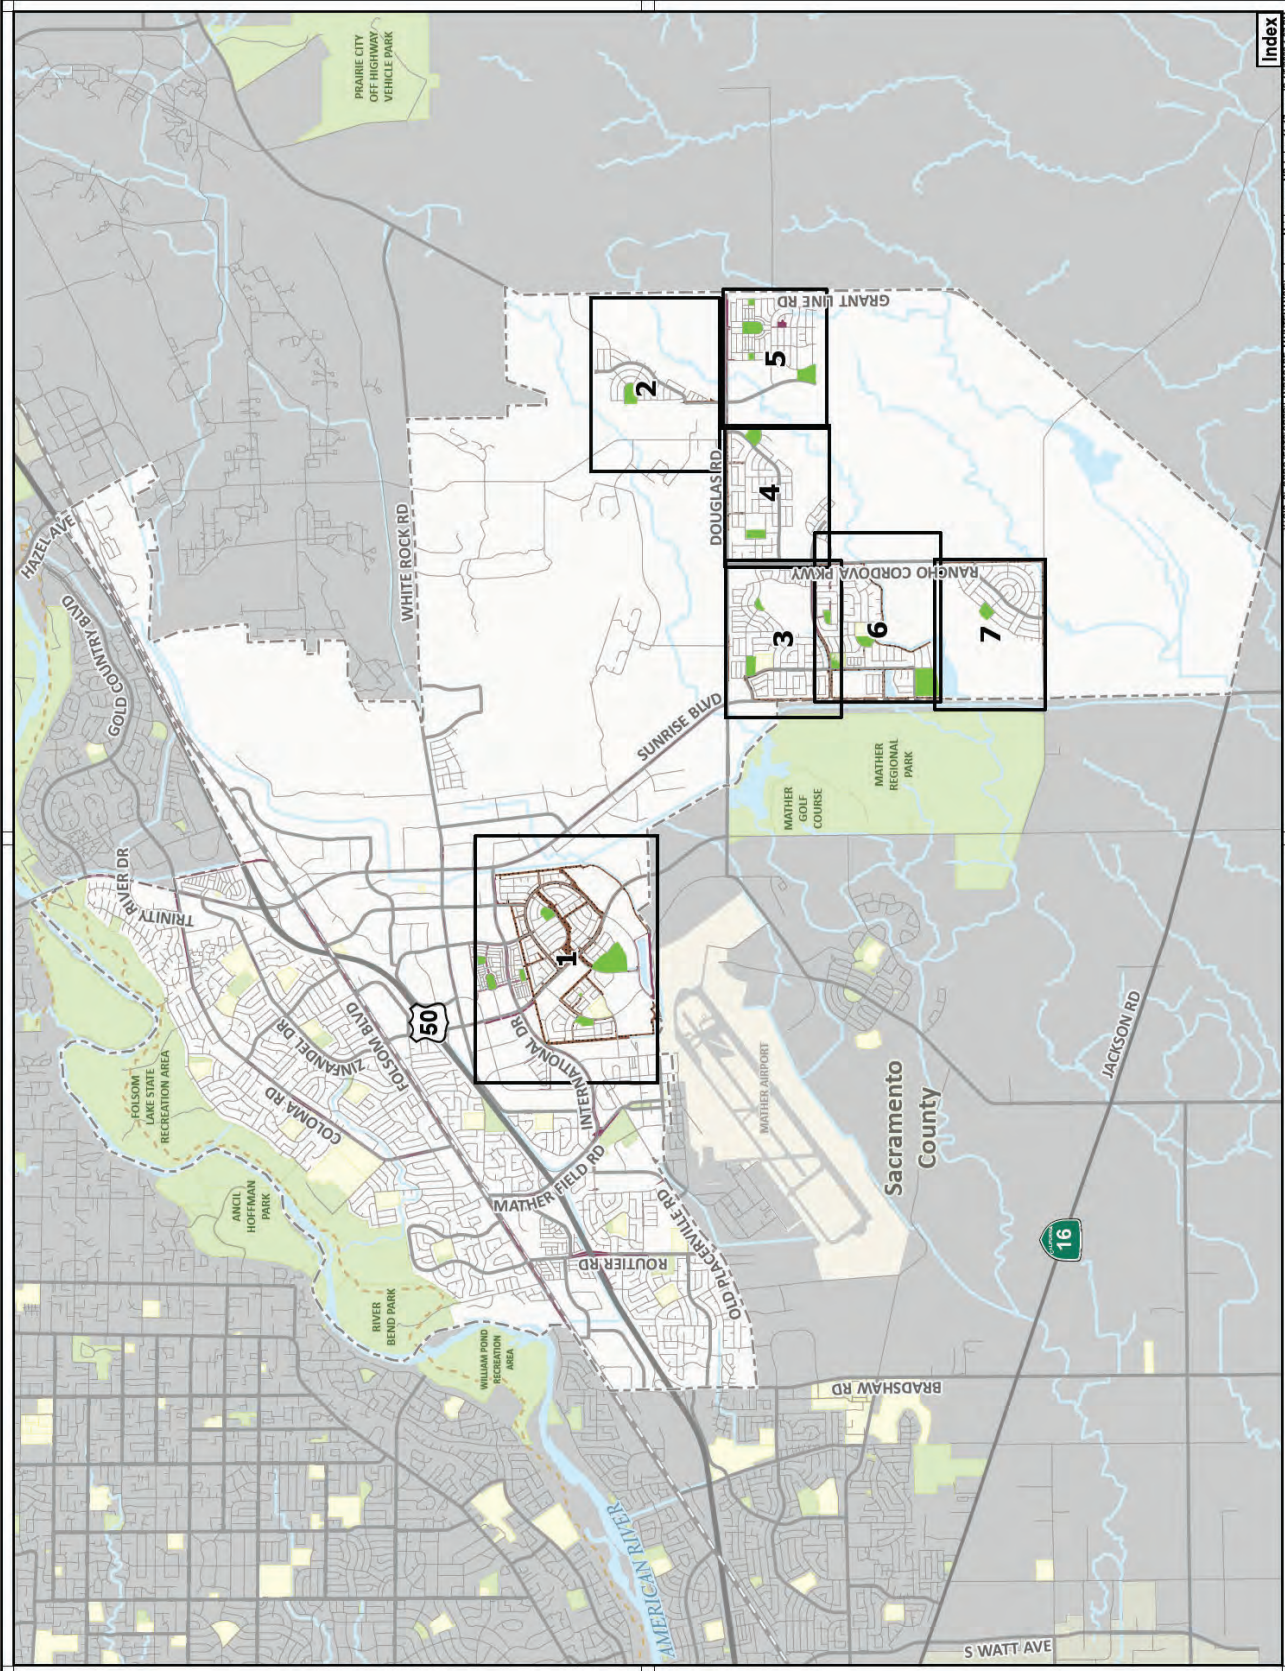 Index
PRAIRIE CITY
OFF HIGHWAY
VEHICLE PARK
HAZEL AVE
GOLD COUNTRY BLVD
WHITE ROCK RD
GRANT LINE RD
2
5
DOUGLAS RD
4
RANCHO CORDOVA PKWY
3
6
7
SUNRISE BLVD
MATHER
REGIONAL
PARK
MATHER
GOLF
COURSE
TRINITY
RIVER DR
1
50
FOLSOM BLVD
ZINFANDEL DR
INTERNATIONAL DR
COLOMA RD
FOLSOM
LAKE STATE
RECREATION AREA
MATHER AIRPORT
Sacramento
County
JACKSON RD
CALIFORNIA
16
ANCIL
HOFFMAN
PARK
MATHER FIELD RD
OLD PLACERVILLE RD
ROUTIER RD
RIVER
BEND PARK
WILLIAM POND
RECREATION
AREA
BRADSHAW RD
AMERICAN RIVER
S WATT AVE